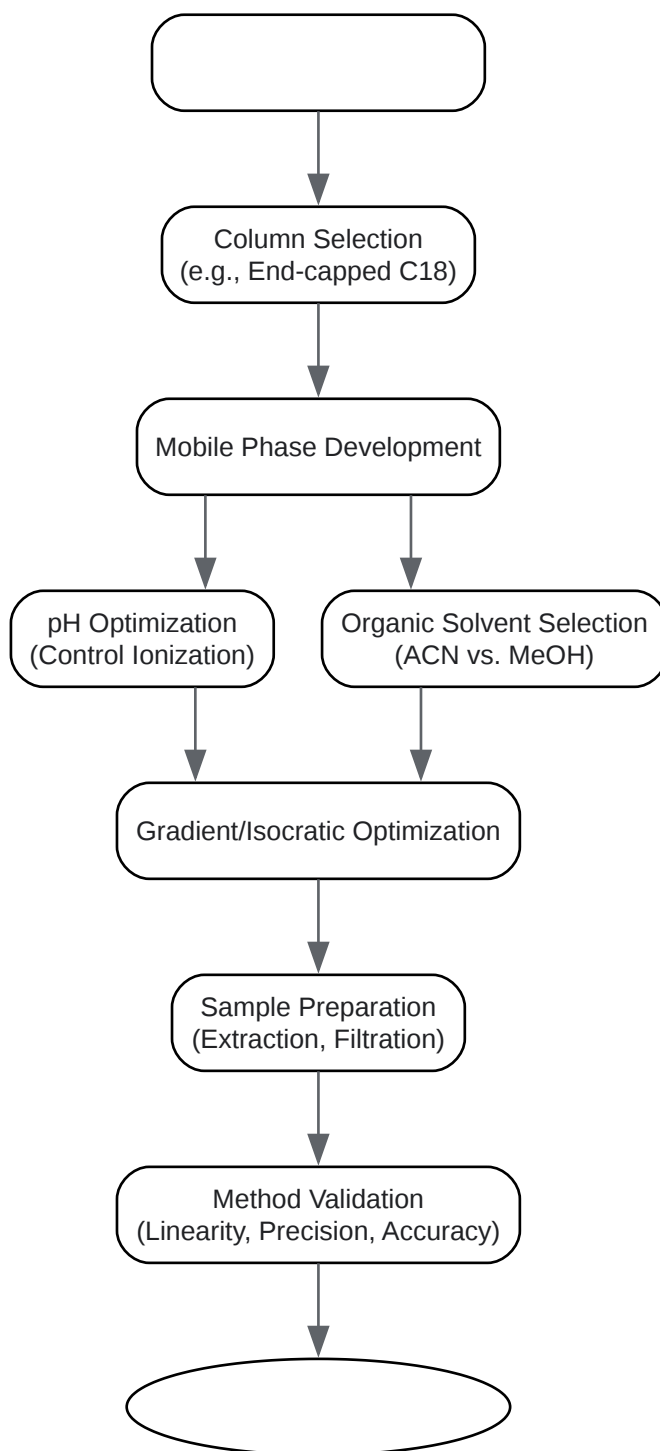 Column Selection
(e.g., End-capped C18)
Mobile Phase Development
pH Optimization
(Control Ionization)
Organic Solvent Selection
(ACN vs. MeOH)
Gradient/Isocratic Optimization
Sample Preparation
(Extraction, Filtration)
Method Validation
(Linearity, Precision, Accuracy)